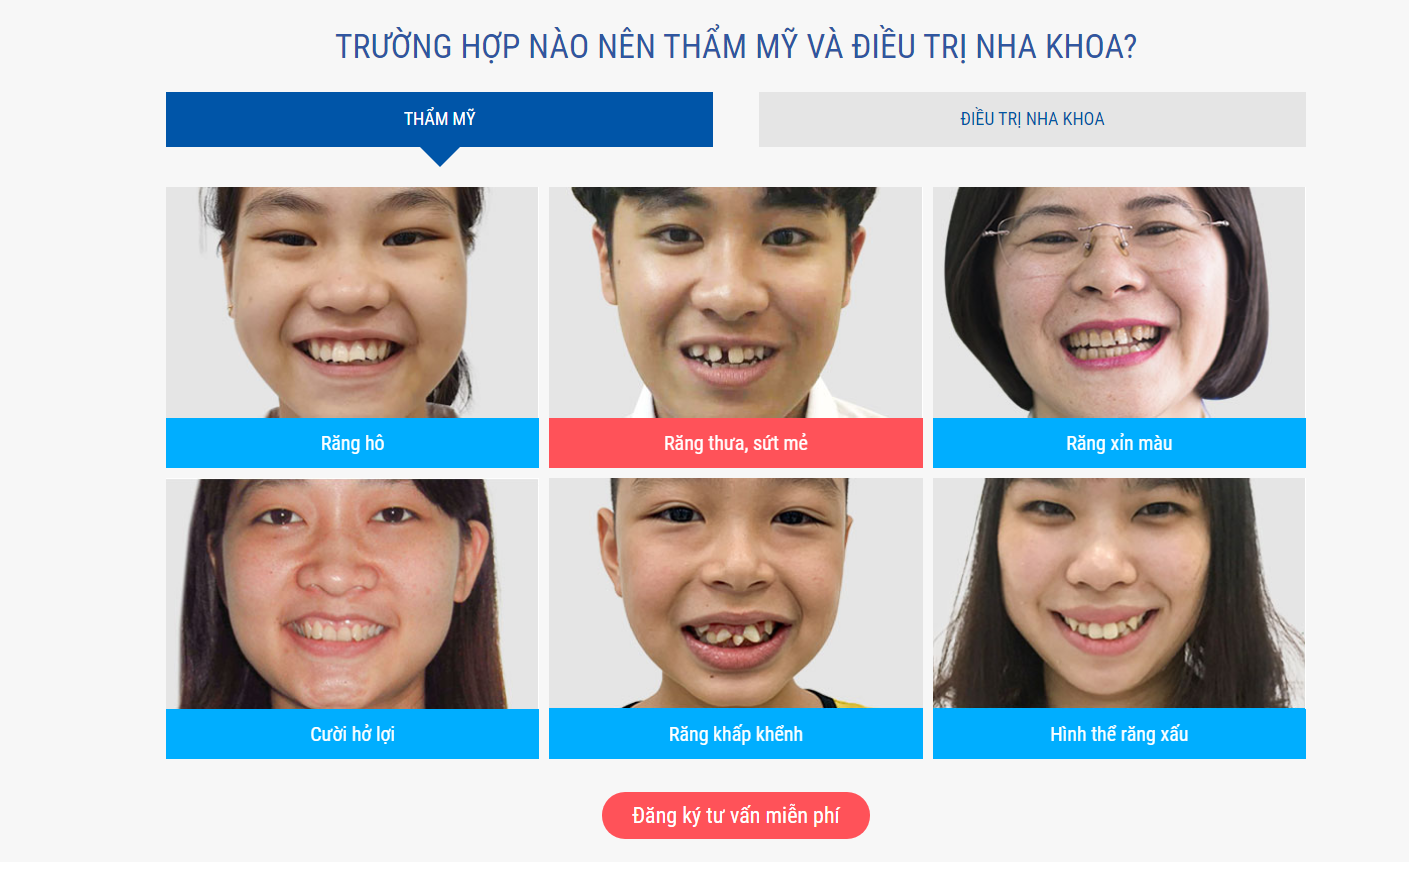 TRƯỜNG HỢP NÀO NÊN THẨM MỸ VÀ ĐIỀU TRỊ NHA KHOA?
THẨM MỸ
ĐIỀU TRỊ NHA KHOA
Răng hô
Răng thưa, sứt mẻ
Răng xỉn màu
Cười hở lợi
Răng khấp khểnh
Hình thể răng xấu
Đăng ký tư vấn miễn phí